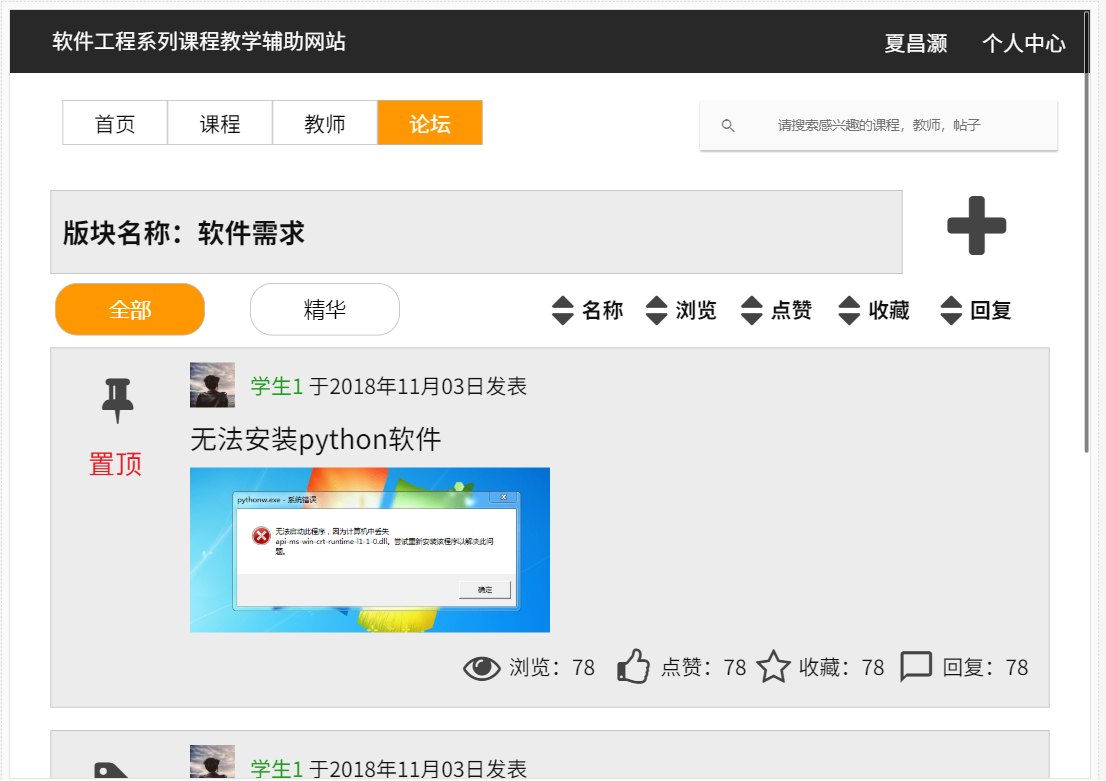 软件工程系列课程教学辅助网站
夏昌灏 个人中心
首页 课程 教师 论坛
请搜索感兴趣的课程，教师，帖子
版块名称：软件需求
全部 精华 名称 浏览 点赞 收藏 回复
学生1 于2018年11月03日发表
置顶
无法安装python软件
pythonw.exe - 系统错误
无法启动此程序，因为计算机中丢失
api-ms-win-crt-runtime-l1-1-0.dll。尝试重新安装该程序以解决此问
题。
确定
浏览：78 点赞：78 收藏：78 回复：78
学生1 于2018年11月03日发表